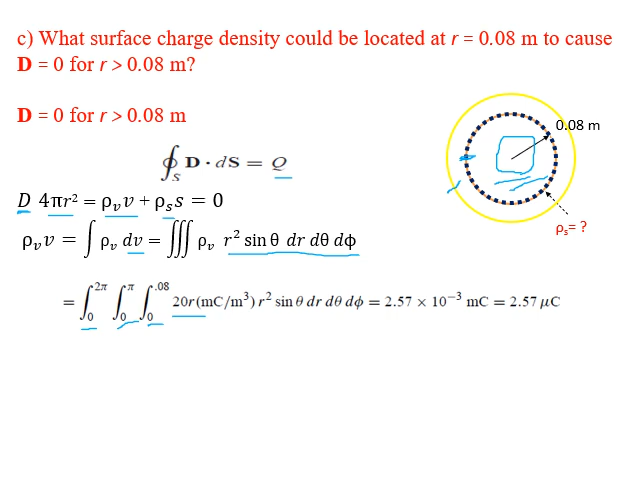 c) What surface charge density could be located at r = 0.08 m to cause
D = 0 for r > 0.08 m?
D = 0 for r > 0.08 m
0.08 m
∮_S D · dS = Q
D 4πr² = ρᵥv + ρₛs = 0
ρₛ= ?
ρᵥv = ∫ ρᵥ dv = ∭ ρᵥ r² sin θ dr dθ dϕ
= ∫₀^2π ∫₀^π ∫₀^.08 20r(mC/m³) r² sin θ dr dθ dϕ = 2.57 × 10⁻³ mC = 2.57 μC